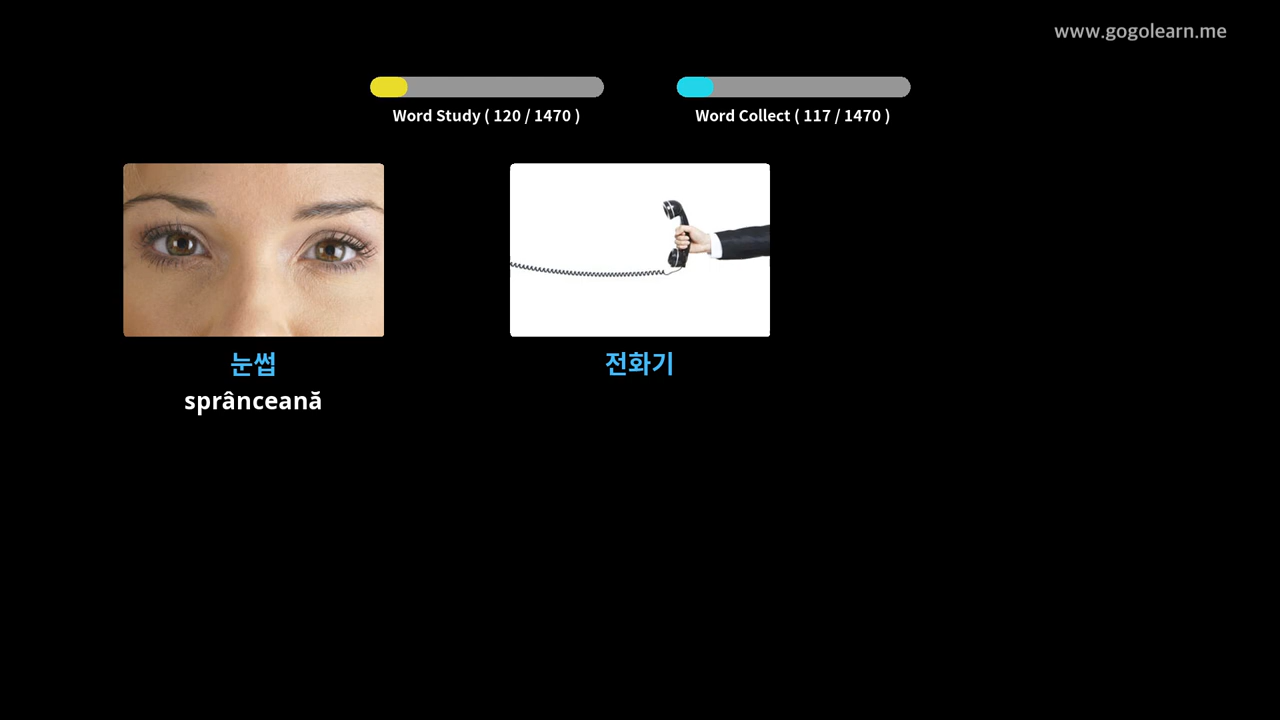 www.gogolearn.me
Word Study ( 120 / 1470 )
Word Collect ( 117 / 1470 )
눈썹
sprânceană
전화기